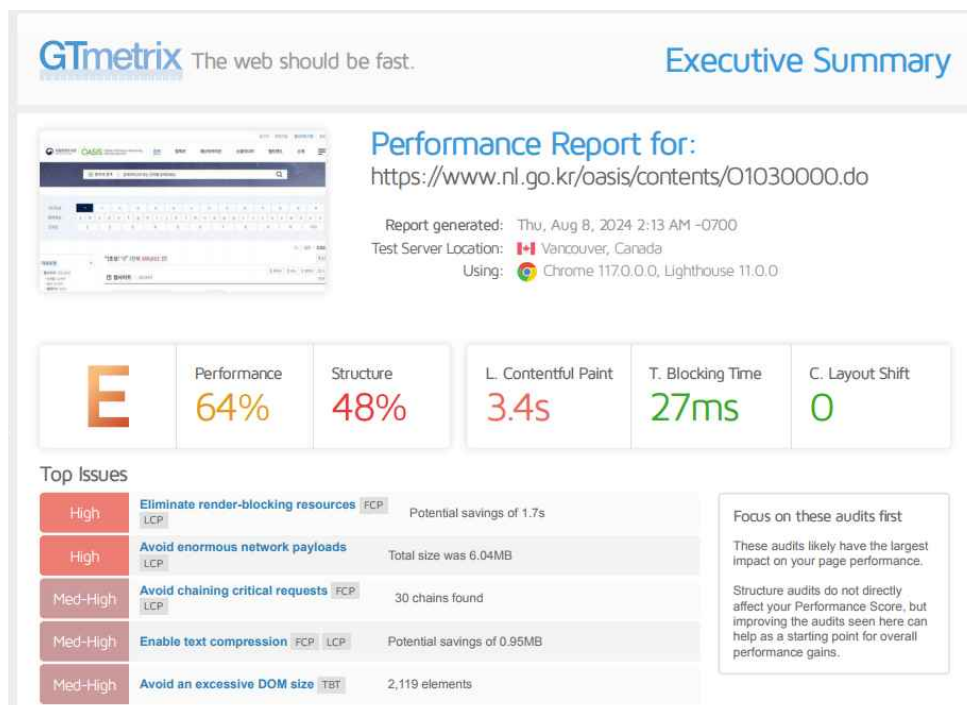 GTmetrix The web should be fast.
Executive Summary
OASIS
Performance Report for:
https://www.nl.go.kr/oasis/contents/O1030000.do
Report generated: Thu, Aug 8, 2024 2:13 AM -0700
Test Server Location: Vancouver, Canada
Using: Chrome 117.0.0.0, Lighthouse 11.0.0
E
Performance
64%
Structure
48%
L. Contentful Paint
3.4s
T. Blocking Time
27ms
C. Layout Shift
0
Top Issues
High
Eliminate render-blocking resources FCP
LCP
Potential savings of 1.7s
High
Avoid enormous network payloads
LCP
Total size was 6.04MB
Med-High
Avoid chaining critical requests FCP
LCP
30 chains found
Med-High
Enable text compression FCP LCP
Potential savings of 0.95MB
Med-High
Avoid an excessive DOM size TBT
2,119 elements
Focus on these audits first
These audits likely have the largest
impact on your page performance.
Structure audits do not directly
affect your Performance Score, but
improving the audits seen here can
help as a starting point for overall
performance gains.